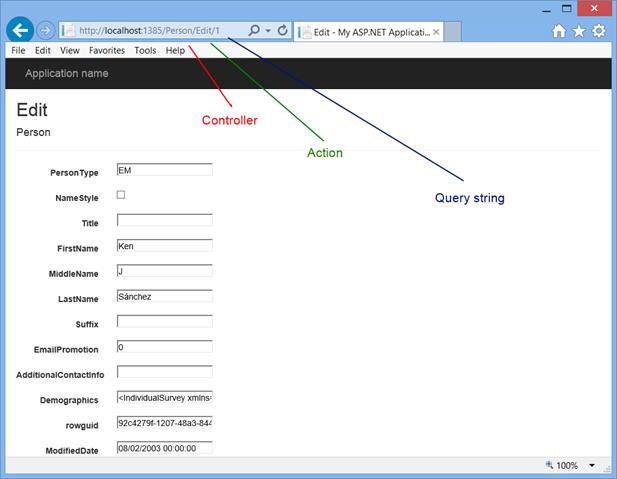 http://localhost:1385/Person/Edit/1
Edit - My ASP.NET Applicati...
File Edit View Favorites Tools Help
Application name
Edit
Person
Controller
Action
Query string
PersonType EM
NameStyle
Title
FirstName Ken
MiddleName J
LastName Sánchez
Suffix
EmailPromotion 0
AdditionalContactInfo
Demographics <IndividualSurvey xmlns=
rowguid 92c4279f-1207-48a3-844
ModifiedDate 08/02/2003 00:00:00
100%